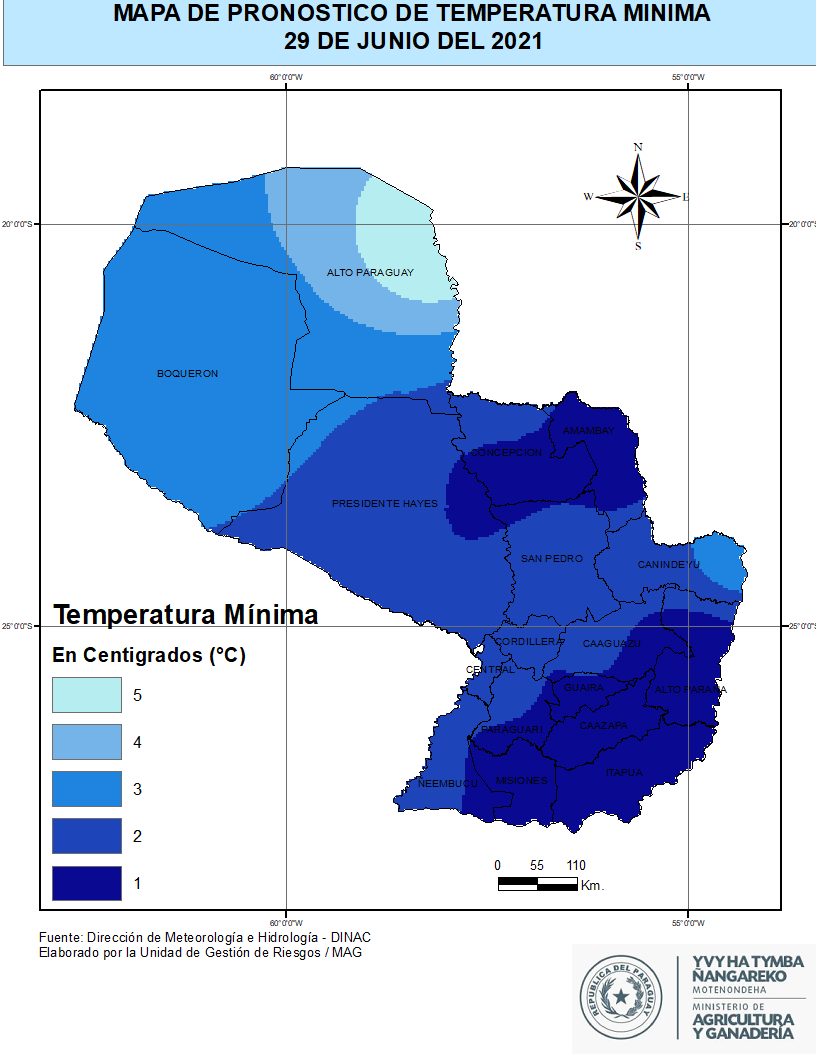 MAPA DE PRONOSTICO DE TEMPERATURA MINIMA
29 DE JUNIO DEL 2021
60°0'0"W
55°0'0"W
N
W
E
S
20°0'0"S
20°0'0"S
ALTO PARAGUAY
BOQUERON
AMAMBAY
CONCEPCION
PRESIDENTE HAYES
SAN PEDRO
CANINDEYU
Temperatura Mínima
25°0'0"S
25°0'0"S
CORDILLERA
CAAGUAZU
En Centigrados (°C)
CENTRAL
GUAIRA
ALTO PARANA
5
CAAZAPA
PARAGUARI
4
ITAPUA
MISIONES
ÑEEMBUCU
3
2
1
0 55 110
Km.
60°0'0"W
55°0'0"W
Fuente: Dirección de Meteorología e Hidrología - DINAC
Elaborado por la Unidad de Gestión de Riesgos / MAG
REPUBLICA DEL PARAGUAY
YVY HA TYMBA
ÑANGAREKO
MOTENONDEHA
MINISTERIO DE
AGRICULTURA
Y GANADERÍA